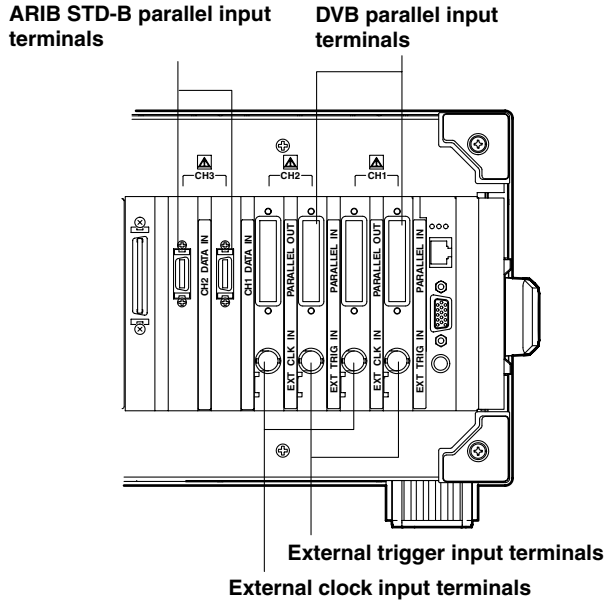 ARIB STD-B parallel input
terminals
DVB parallel input
terminals
CH3
CH2
CH1
CH2 DATA IN
CH1 DATA IN
PARALLEL OUT
PARALLEL IN
PARALLEL OUT
PARALLEL IN
EXT CLK IN
EXT TRIG IN
EXT CLK IN
EXT TRIG IN
External trigger input terminals
External clock input terminals